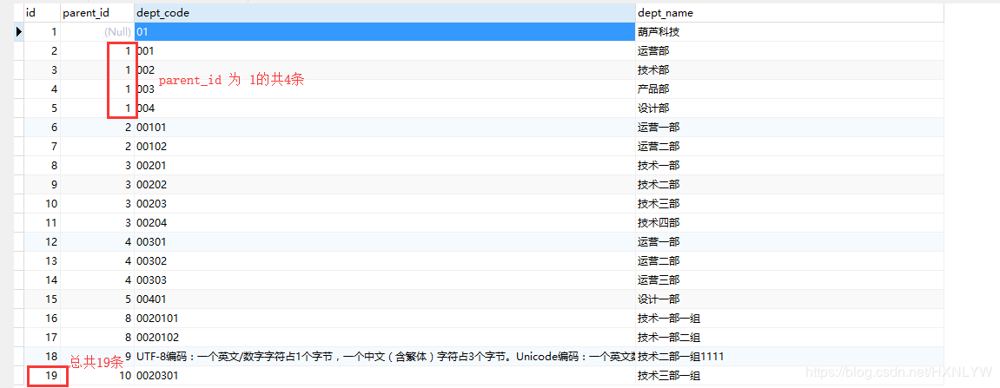 id parent_id dept_code dept_name
1 (Null) 01 葫芦科技
2 1 001 运营部
3 1 002 技术部
parent_id 为 1的共4条
4 1 003 产品部
5 1 004 设计部
6 2 00101 运营一部
7 2 00102 运营二部
8 3 00201 技术一部
9 3 00202 技术二部
10 3 00203 技术三部
11 3 00204 技术四部
12 4 00301 运营一部
13 4 00302 运营二部
14 4 00303 运营三部
15 5 00401 设计一部
16 8 0020101 技术一部一组
17 8 0020102 技术一部二组
18 9 UTF-8编码：一个英文/数字字符占1个字节，一个中文（含繁体）字符占3个字节。Unicode编码：一个英文 技术二部一组1111
总共19条
19 10 0020301 技术三部一组
https://blog.csdn.net/HXNLYW